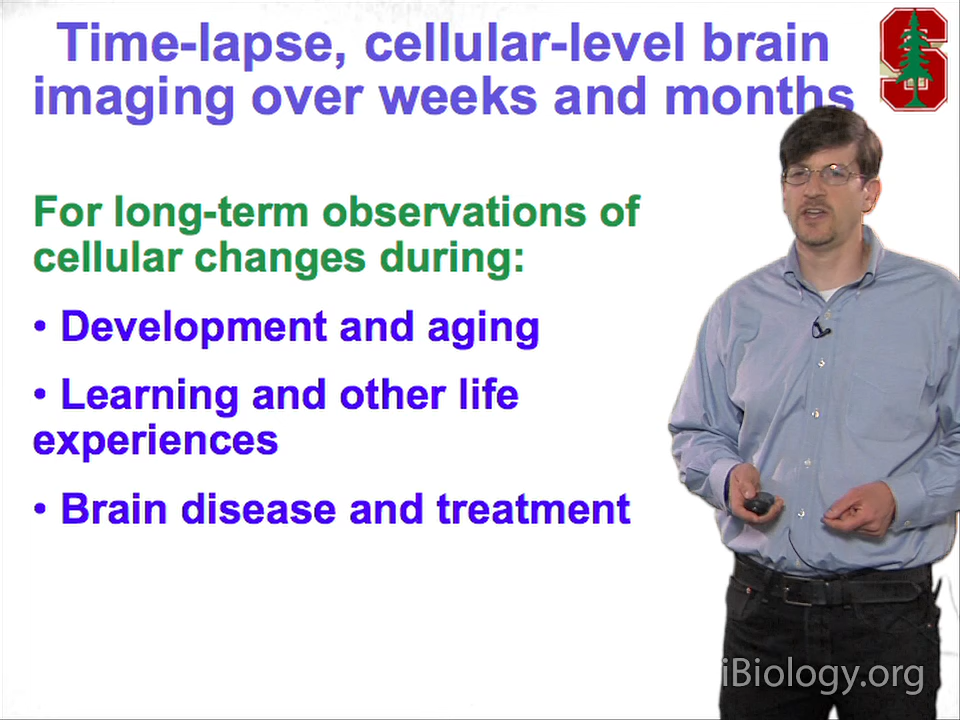 Time-lapse, cellular-level brain
imaging over weeks and months
For long-term observations of
cellular changes during:
• Development and aging
• Learning and other life
experiences
• Brain disease and treatment
iBiology.org